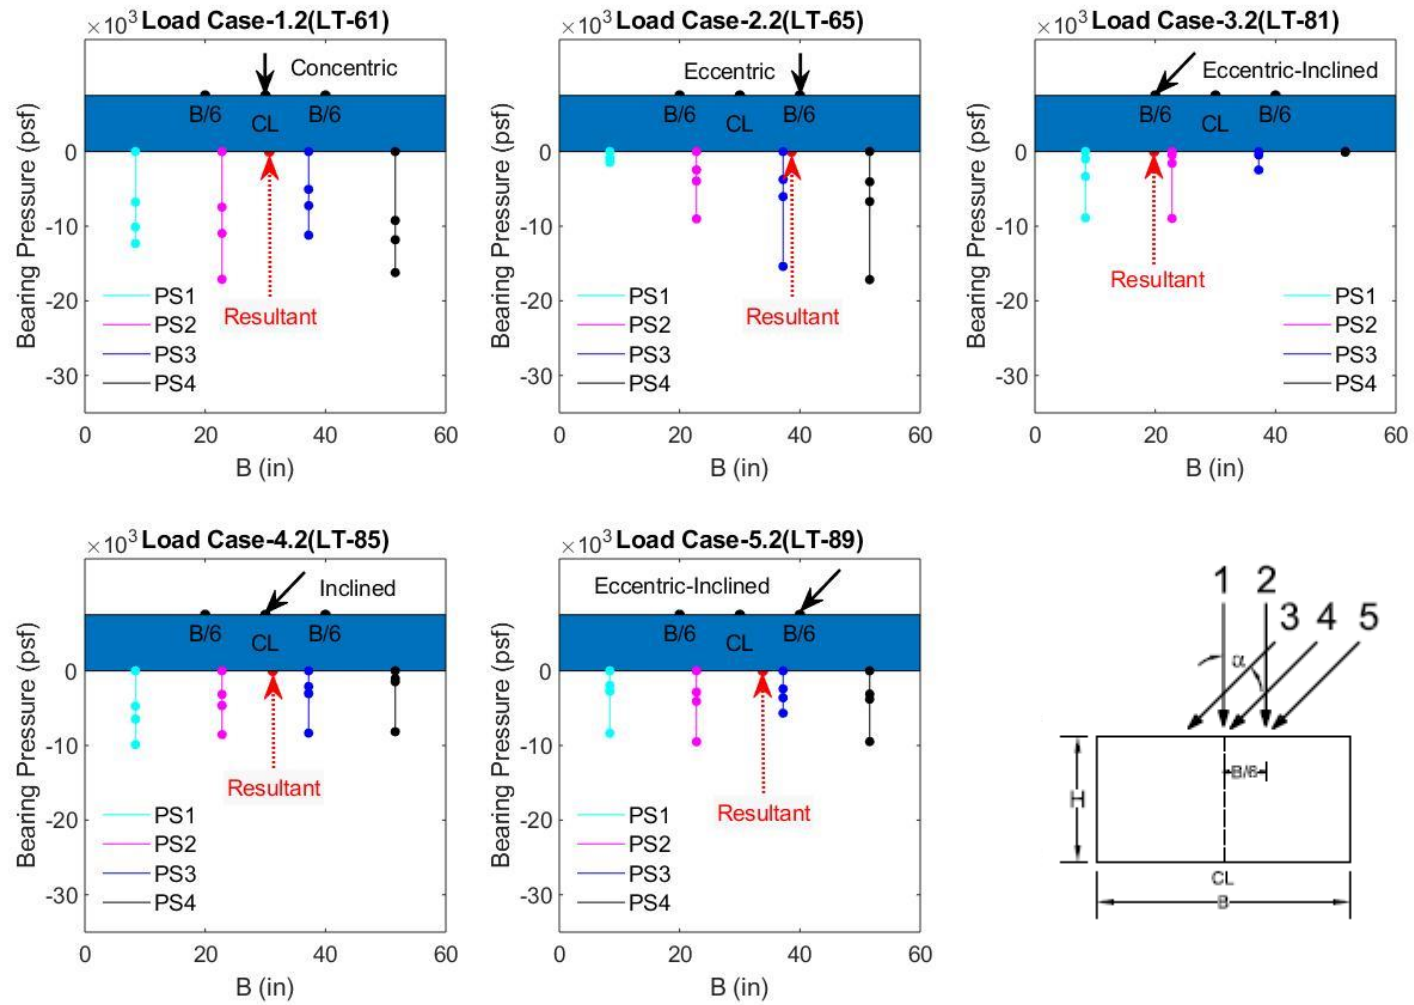 ×10³ Load Case-1.2(LT-61)
Concentric
B/6 CL B/6
Bearing Pressure (psf)
0
-10
-20
-30
Resultant
PS1
PS2
PS3
PS4
0 20 40 60
B (in)
×10³ Load Case-2.2(LT-65)
Eccentric
B/6 CL B/6
Bearing Pressure (psf)
0
-10
-20
-30
Resultant
PS1
PS2
PS3
PS4
0 20 40 60
B (in)
×10³ Load Case-3.2(LT-81)
Eccentric-Inclined
B/6 CL B/6
Bearing Pressure (psf)
0
-10
-20
-30
Resultant
PS1
PS2
PS3
PS4
0 20 40 60
B (in)
×10³ Load Case-4.2(LT-85)
Inclined
B/6 CL B/6
Bearing Pressure (psf)
0
-10
-20
-30
Resultant
PS1
PS2
PS3
PS4
0 20 40 60
B (in)
×10³ Load Case-5.2(LT-89)
Eccentric-Inclined
B/6 CL B/6
Bearing Pressure (psf)
0
-10
-20
-30
Resultant
PS1
PS2
PS3
PS4
0 20 40 60
B (in)
1 2 3 4 5
α
B/6
H
CL
B